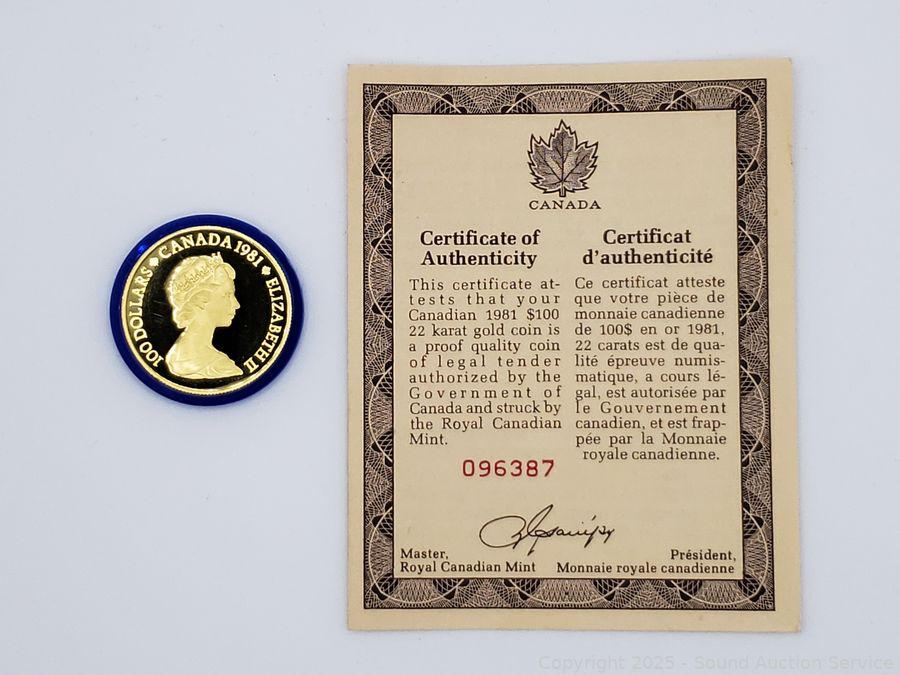 100 DOLLARS CANADA 1981 ELIZABETH II
CANADA
Certificate of
Authenticity
This certificate at-
tests that your
Canadian 1981 $100
22 karat gold coin is
a proof quality coin
of legal tender
authorized by the
Government of
Canada and struck by
the Royal Canadian
Mint.
Certificat
d'authenticité
Ce certificat atteste
que votre pièce de
monnaie canadienne
de 100$ en or 1981,
22 carats est de qua-
lité épreuve numis-
matique, a cours lé-
gal, est autorisée par
le Gouvernement
canadien, et est frap-
pée par la Monnaie
royale canadienne.
096387
Master,
Royal Canadian Mint
Président,
Monnaie royale canadienne
Copyright 2025 - Sound Auction Service